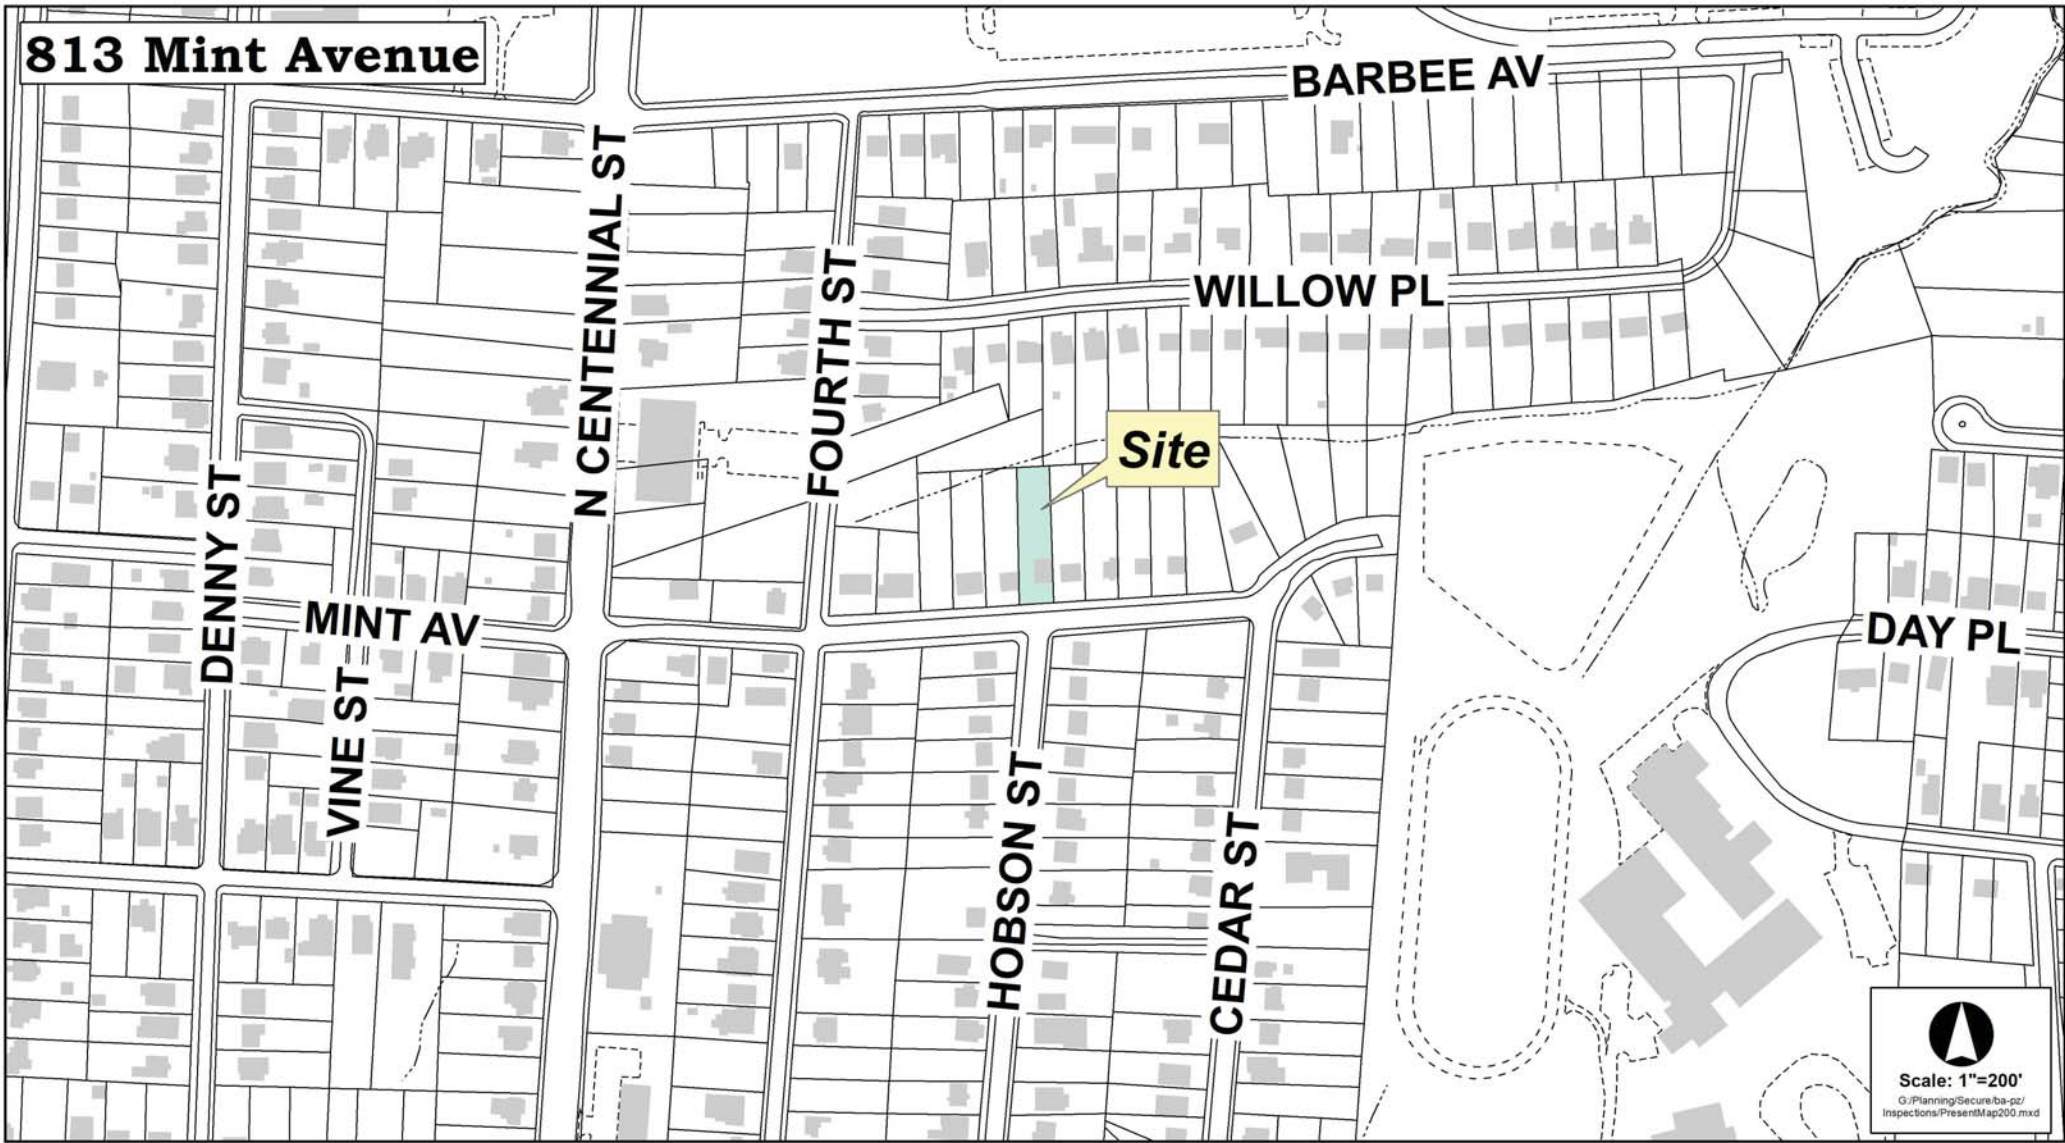 813 Mint Avenue
BARBEE AV
N CENTENNIAL ST
FOURTH ST
WILLOW PL
Site
DENNY ST
MINT AV
VINE ST
DAY PL
HOBSON ST
CEDAR ST
Scale: 1"=200'
G:/Planning/Secure/ba-pz/
Inspections/PresentMap200.mxd